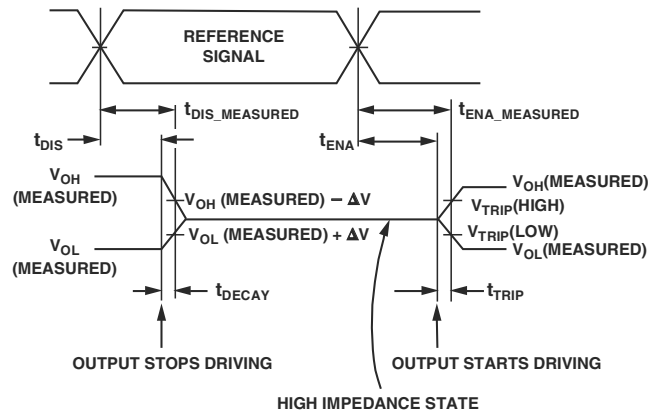 REFERENCE
SIGNAL
tDIS_MEASURED
tENA_MEASURED
tDIS
tENA
VOH
(MEASURED)
VOH (MEASURED) – ΔV
VOH(MEASURED)
VTRIP(HIGH)
VOL
(MEASURED)
VOL (MEASURED) + ΔV
VTRIP(LOW)
VOL(MEASURED)
tDECAY
tTRIP
OUTPUT STOPS DRIVING
OUTPUT STARTS DRIVING
HIGH IMPEDANCE STATE